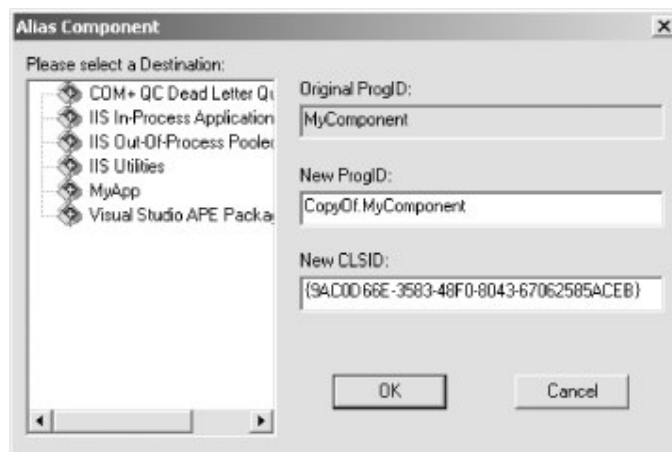 Alias Component
Please select a Destination:
COM+ QC Dead Letter Qu
IIS In-Process Application
IIS Out-Of-Process Pooled
IIS Utilities
MyApp
Visual Studio APE Packa
Original ProgID:
MyComponent
New ProgID:
CopyOf.MyComponent
New CLSID:
{9AC0D66E-3583-48F0-8043-67062585ACEB}
OK
Cancel